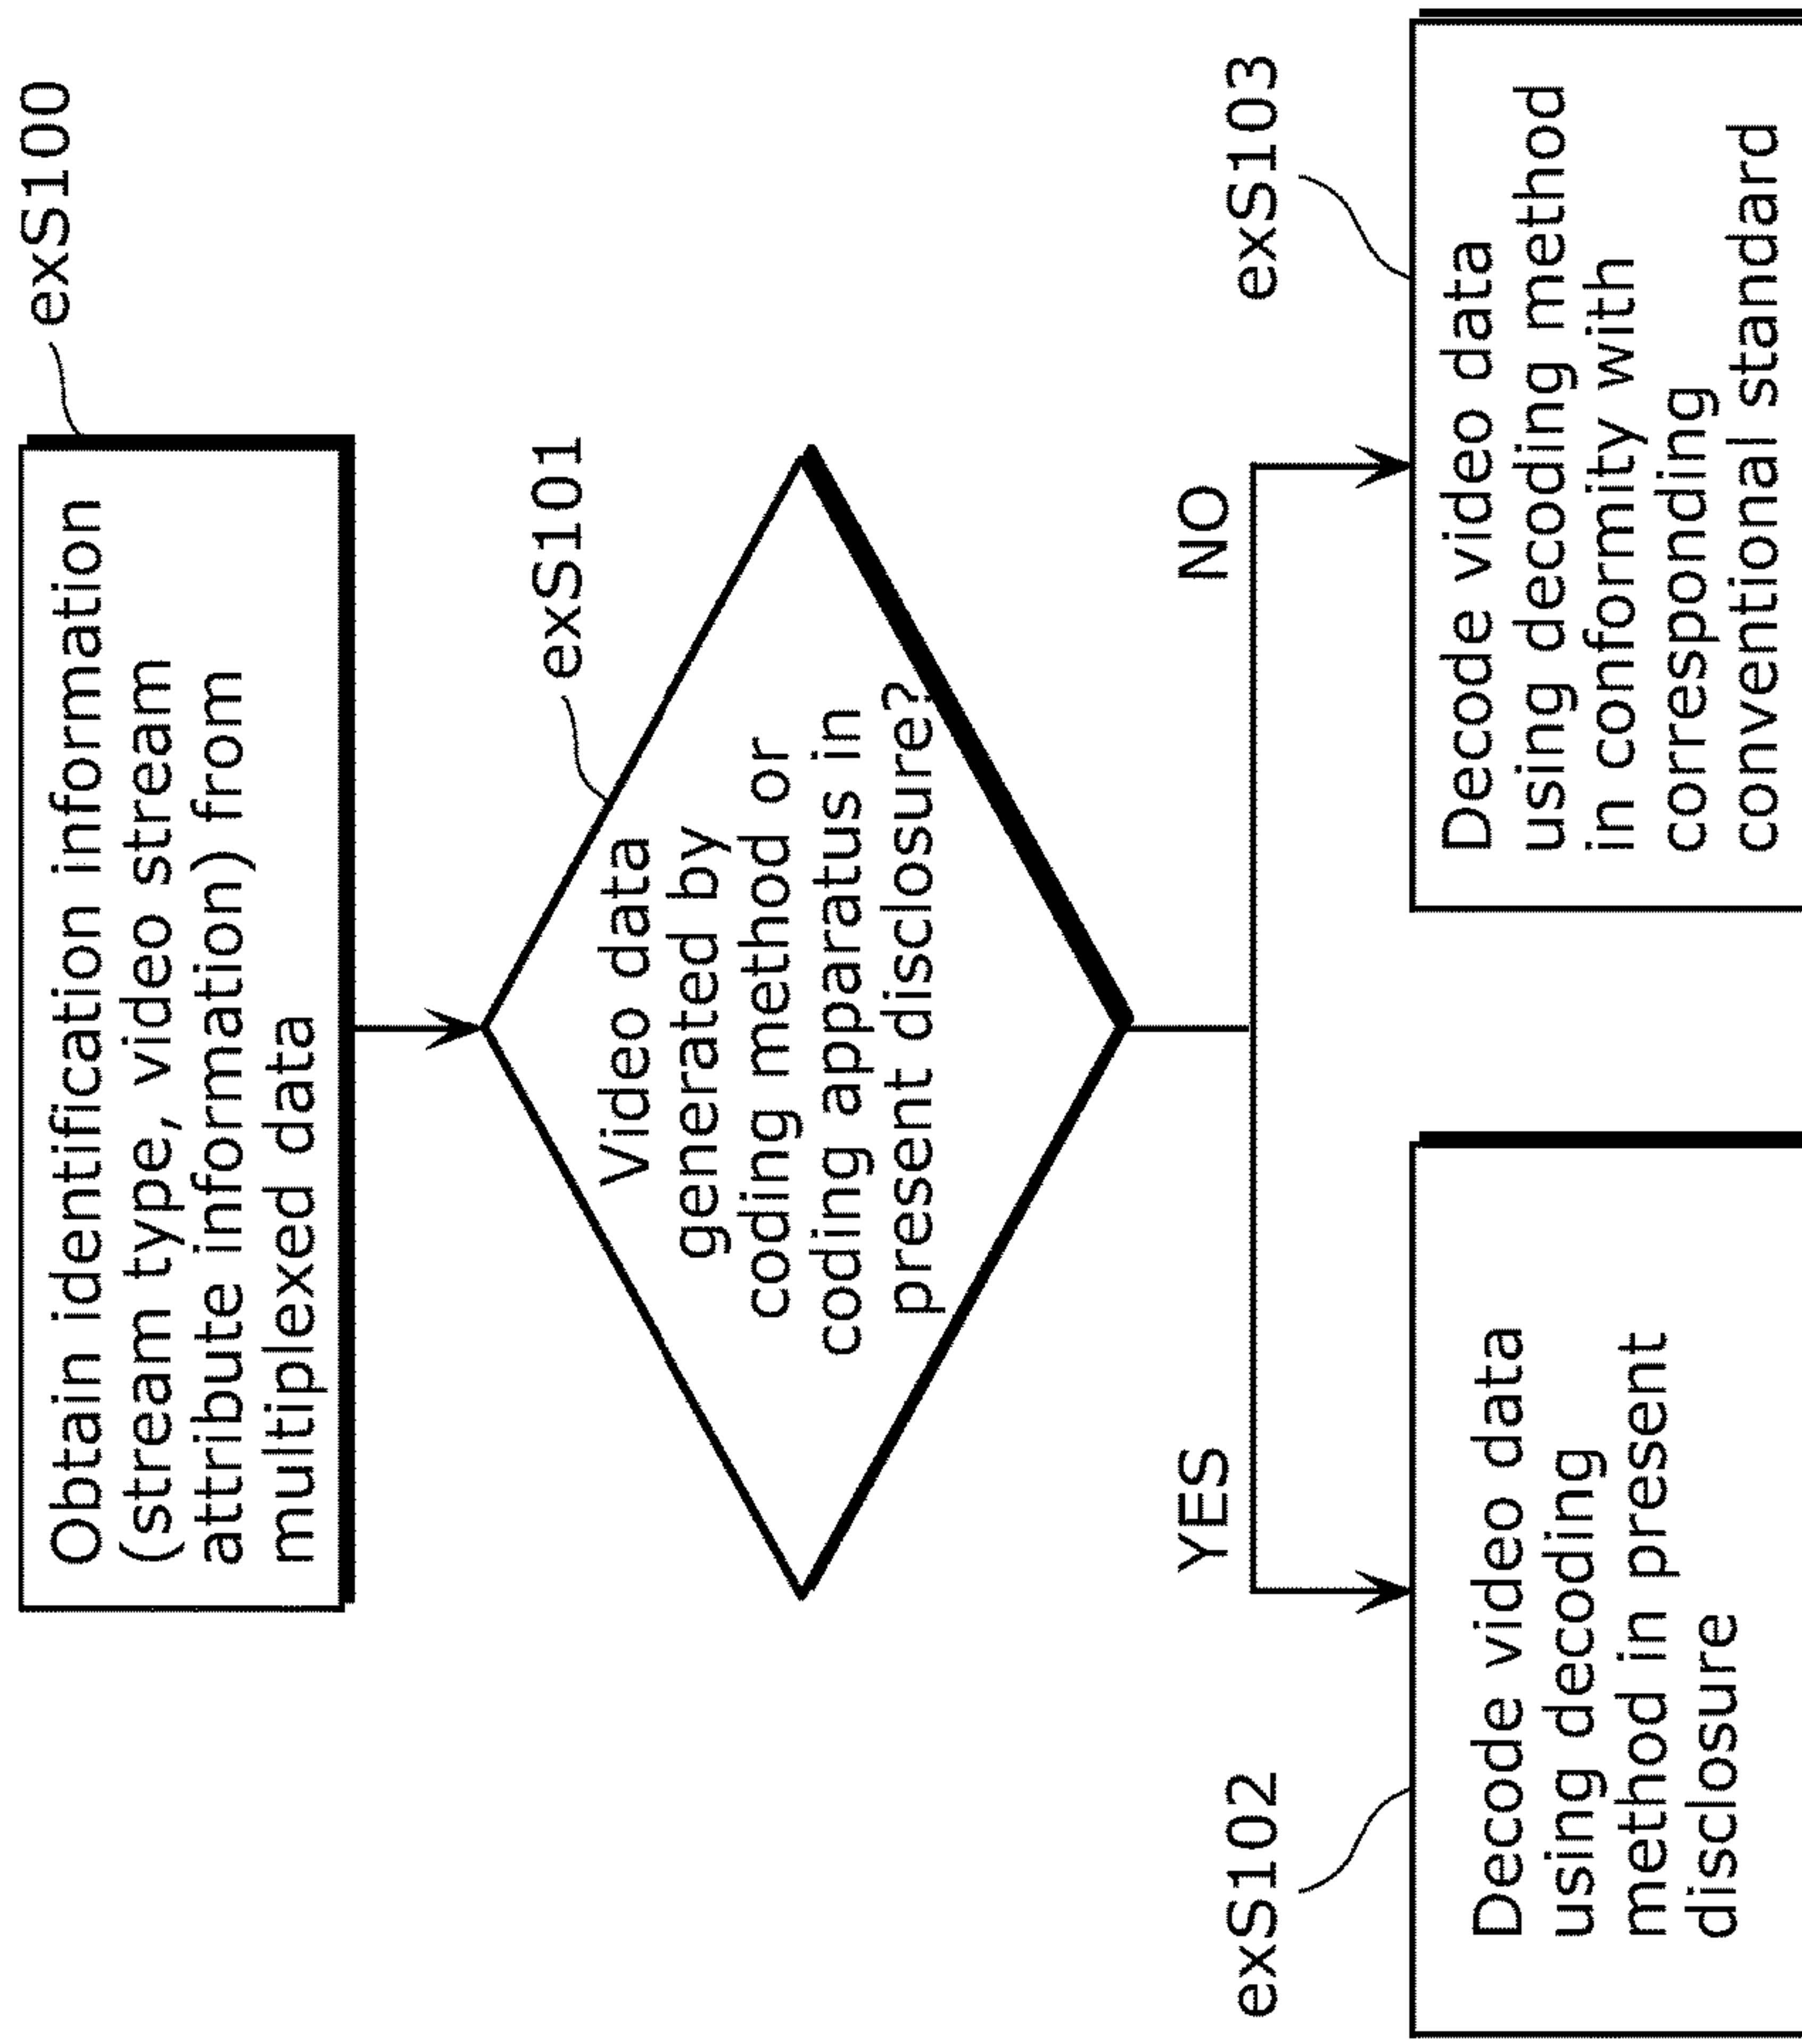 exS100
Obtain identification information
(stream type, video stream
attribute information) from
multiplexed data
exS101
Video data
generated by
coding method or
coding apparatus in
present disclosure?
YES
NO
exS102
Decode video data
using decoding
method in present
disclosure
exS103
Decode video data
using decoding method
in conformity with
corresponding
conventional standard